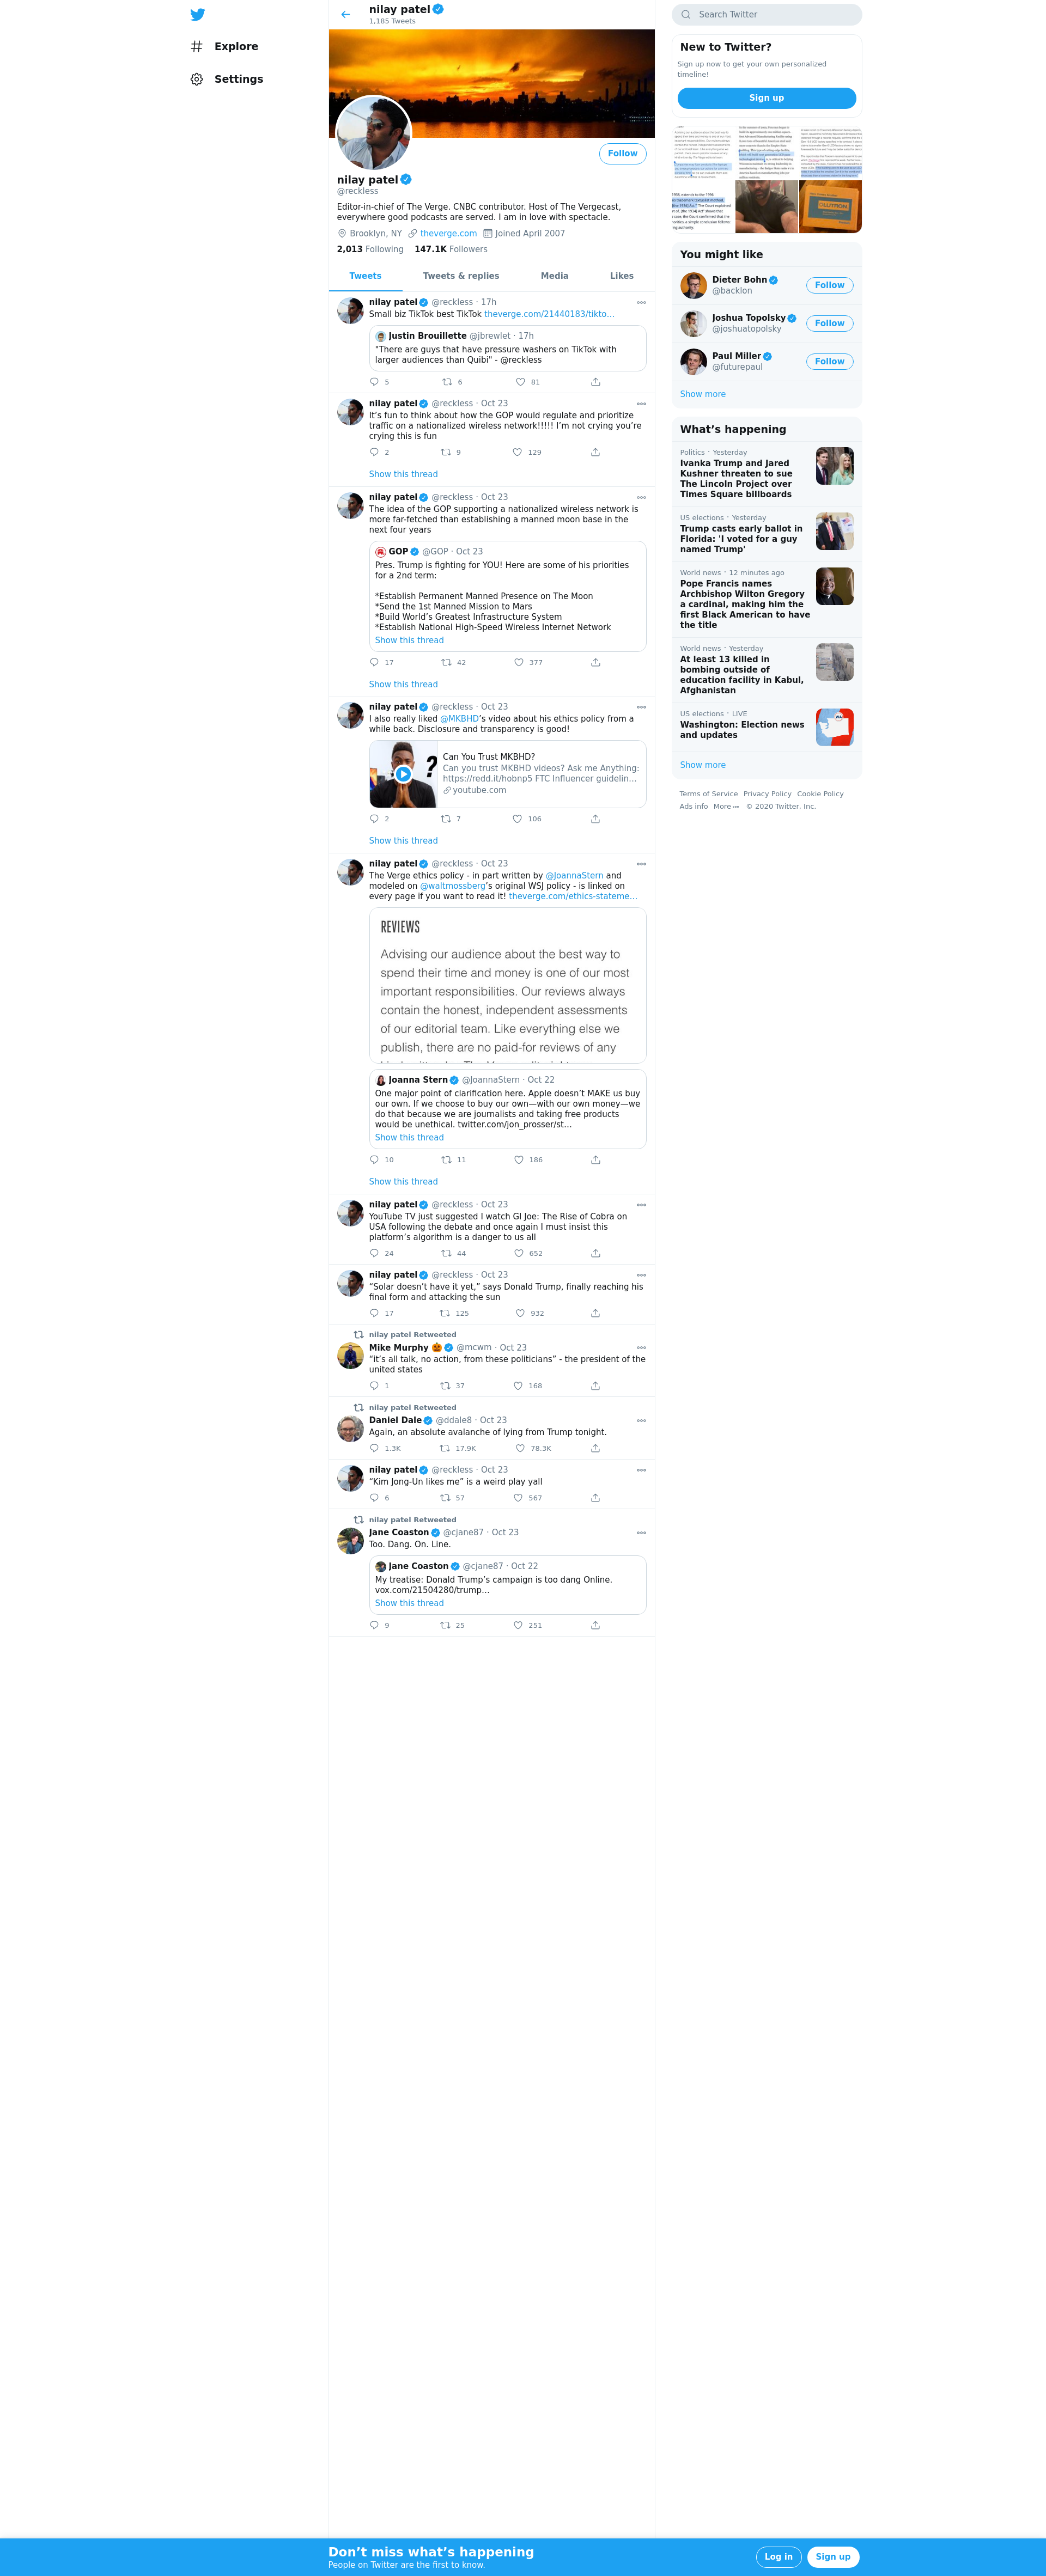 Explore
Settings
nilay patel
1,185 Tweets
Follow
nilay patel
@reckless
Editor-in-chief of The Verge. CNBC contributor. Host of The Vergecast,
everywhere good podcasts are served. I am in love with spectacle.
Brooklyn, NY theverge.com Joined April 2007
2,013 Following 147.1K Followers
Tweets Tweets & replies Media Likes
nilay patel @reckless · 17h
Small biz TikTok best TikTok theverge.com/21440183/tikto…
Justin Brouillette @jbrewlet · 17h
"There are guys that have pressure washers on TikTok with
larger audiences than Quibi" - @reckless
5 6 81
nilay patel @reckless · Oct 23
It’s fun to think about how the GOP would regulate and prioritize
traffic on a nationalized wireless network!!!!! I’m not crying you’re
crying this is fun
2 9 129
Show this thread
nilay patel @reckless · Oct 23
The idea of the GOP supporting a nationalized wireless network is
more far-fetched than establishing a manned moon base in the
next four years
GOP @GOP · Oct 23
Pres. Trump is fighting for YOU! Here are some of his priorities
for a 2nd term:
*Establish Permanent Manned Presence on The Moon
*Send the 1st Manned Mission to Mars
*Build World’s Greatest Infrastructure System
*Establish National High-Speed Wireless Internet Network
Show this thread
17 42 377
Show this thread
nilay patel @reckless · Oct 23
I also really liked @MKBHD’s video about his ethics policy from a
while back. Disclosure and transparency is good!
?
Can You Trust MKBHD?
Can you trust MKBHD videos? Ask me Anything:
https://redd.it/hobnp5 FTC Influencer guidelin…
youtube.com
2 7 106
Show this thread
nilay patel @reckless · Oct 23
The Verge ethics policy - in part written by @JoannaStern and
modeled on @waltmossberg’s original WSJ policy - is linked on
every page if you want to read it! theverge.com/ethics-stateme…
REVIEWS
Advising our audience about the best way to
spend their time and money is one of our most
important responsibilities. Our reviews always
contain the honest, independent assessments
of our editorial team. Like everything else we
publish, there are no paid-for reviews of any
Joanna Stern @JoannaStern · Oct 22
One major point of clarification here. Apple doesn’t MAKE us buy
our own. If we choose to buy our own—with our own money—we
do that because we are journalists and taking free products
would be unethical. twitter.com/jon_prosser/st…
Show this thread
10 11 186
Show this thread
nilay patel @reckless · Oct 23
YouTube TV just suggested I watch GI Joe: The Rise of Cobra on
USA following the debate and once again I must insist this
platform’s algorithm is a danger to us all
24 44 652
nilay patel @reckless · Oct 23
“Solar doesn’t have it yet,” says Donald Trump, finally reaching his
final form and attacking the sun
17 125 932
nilay patel Retweeted
Mike Murphy 🎃 @mcwm · Oct 23
“it’s all talk, no action, from these politicians” - the president of the
united states
1 37 168
nilay patel Retweeted
Daniel Dale @ddale8 · Oct 23
Again, an absolute avalanche of lying from Trump tonight.
1.3K 17.9K 78.3K
nilay patel @reckless · Oct 23
“Kim Jong-Un likes me” is a weird play yall
6 57 567
nilay patel Retweeted
Jane Coaston @cjane87 · Oct 23
Too. Dang. On. Line.
Jane Coaston @cjane87 · Oct 22
My treatise: Donald Trump’s campaign is too dang Online.
vox.com/21504280/trump…
Show this thread
9 25 251
Search Twitter
New to Twitter?
Sign up now to get your own personalized
timeline!
Sign up
You might like
Dieter Bohn
@backlon
Follow
Joshua Topolsky
@joshuatopolsky
Follow
Paul Miller
@futurepaul
Follow
Show more
What’s happening
Politics · Yesterday
Ivanka Trump and Jared
Kushner threaten to sue
The Lincoln Project over
Times Square billboards
US elections · Yesterday
Trump casts early ballot in
Florida: 'I voted for a guy
named Trump'
World news · 12 minutes ago
Pope Francis names
Archbishop Wilton Gregory
a cardinal, making him the
first Black American to have
the title
World news · Yesterday
At least 13 killed in
bombing outside of
education facility in Kabul,
Afghanistan
US elections · LIVE
Washington: Election news
and updates
Show more
Terms of Service Privacy Policy Cookie Policy
Ads info More © 2020 Twitter, Inc.
Don’t miss what’s happening
People on Twitter are the first to know.
Log in
Sign up